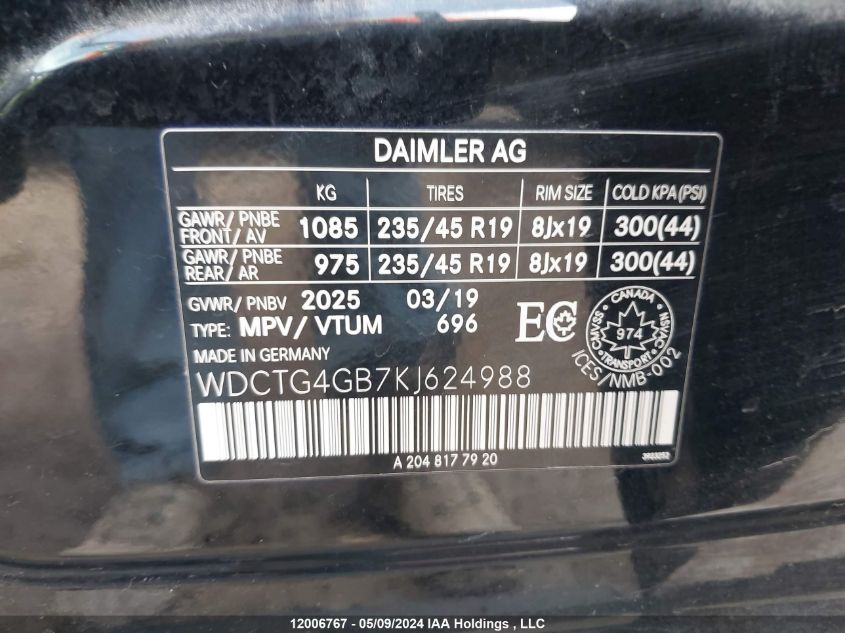 DAIMLER AG
KG TIRES RIM SIZE COLD KPA (PSI)
GAWR/ PNBE FRONT/ AV 1085 235/45 R19 8Jx19 300(44)
GAWR/ PNBE REAR/ AR 975 235/45 R19 8Jx19 300(44)
GVWR/ PNBV 2025 03/19
TYPE: MPV/ VTUM 696
EC
CANADA
974
TRANSPORT
CMVSS NSVAC
ICES/NMB-002
MADE IN GERMANY
WDCTG4GB7KJ624988
A 204 817 79 20
12006767 - 05/09/2024 IAA Holdings , LLC